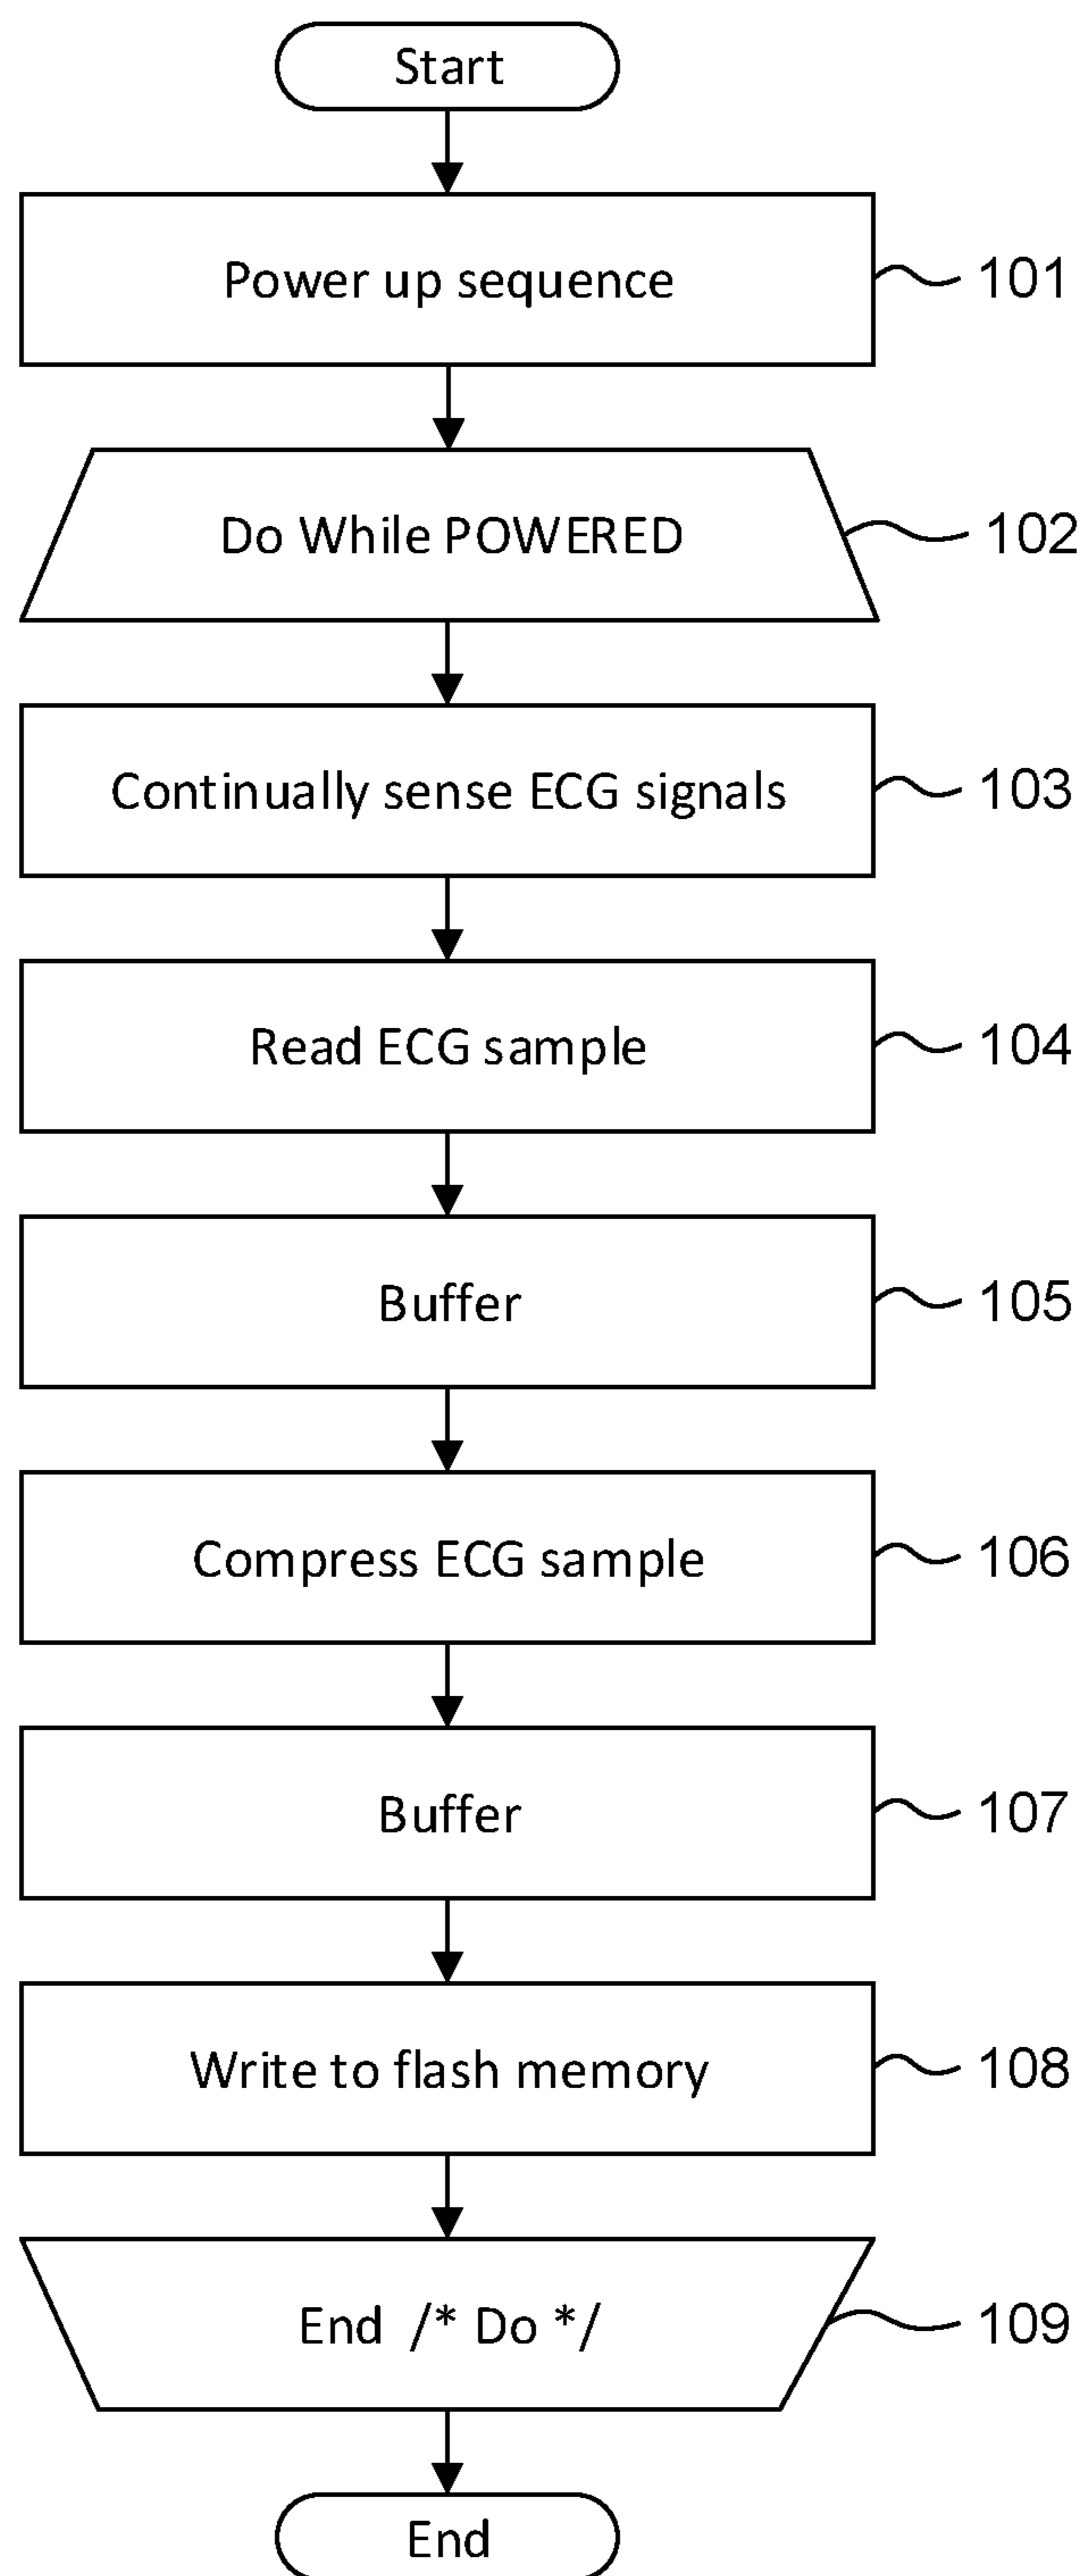 Start
Power up sequence
101
Do While POWERED
102
Continually sense ECG signals
103
Read ECG sample
104
Buffer
105
Compress ECG sample
106
Buffer
107
Write to flash memory
108
End /* Do */
109
End